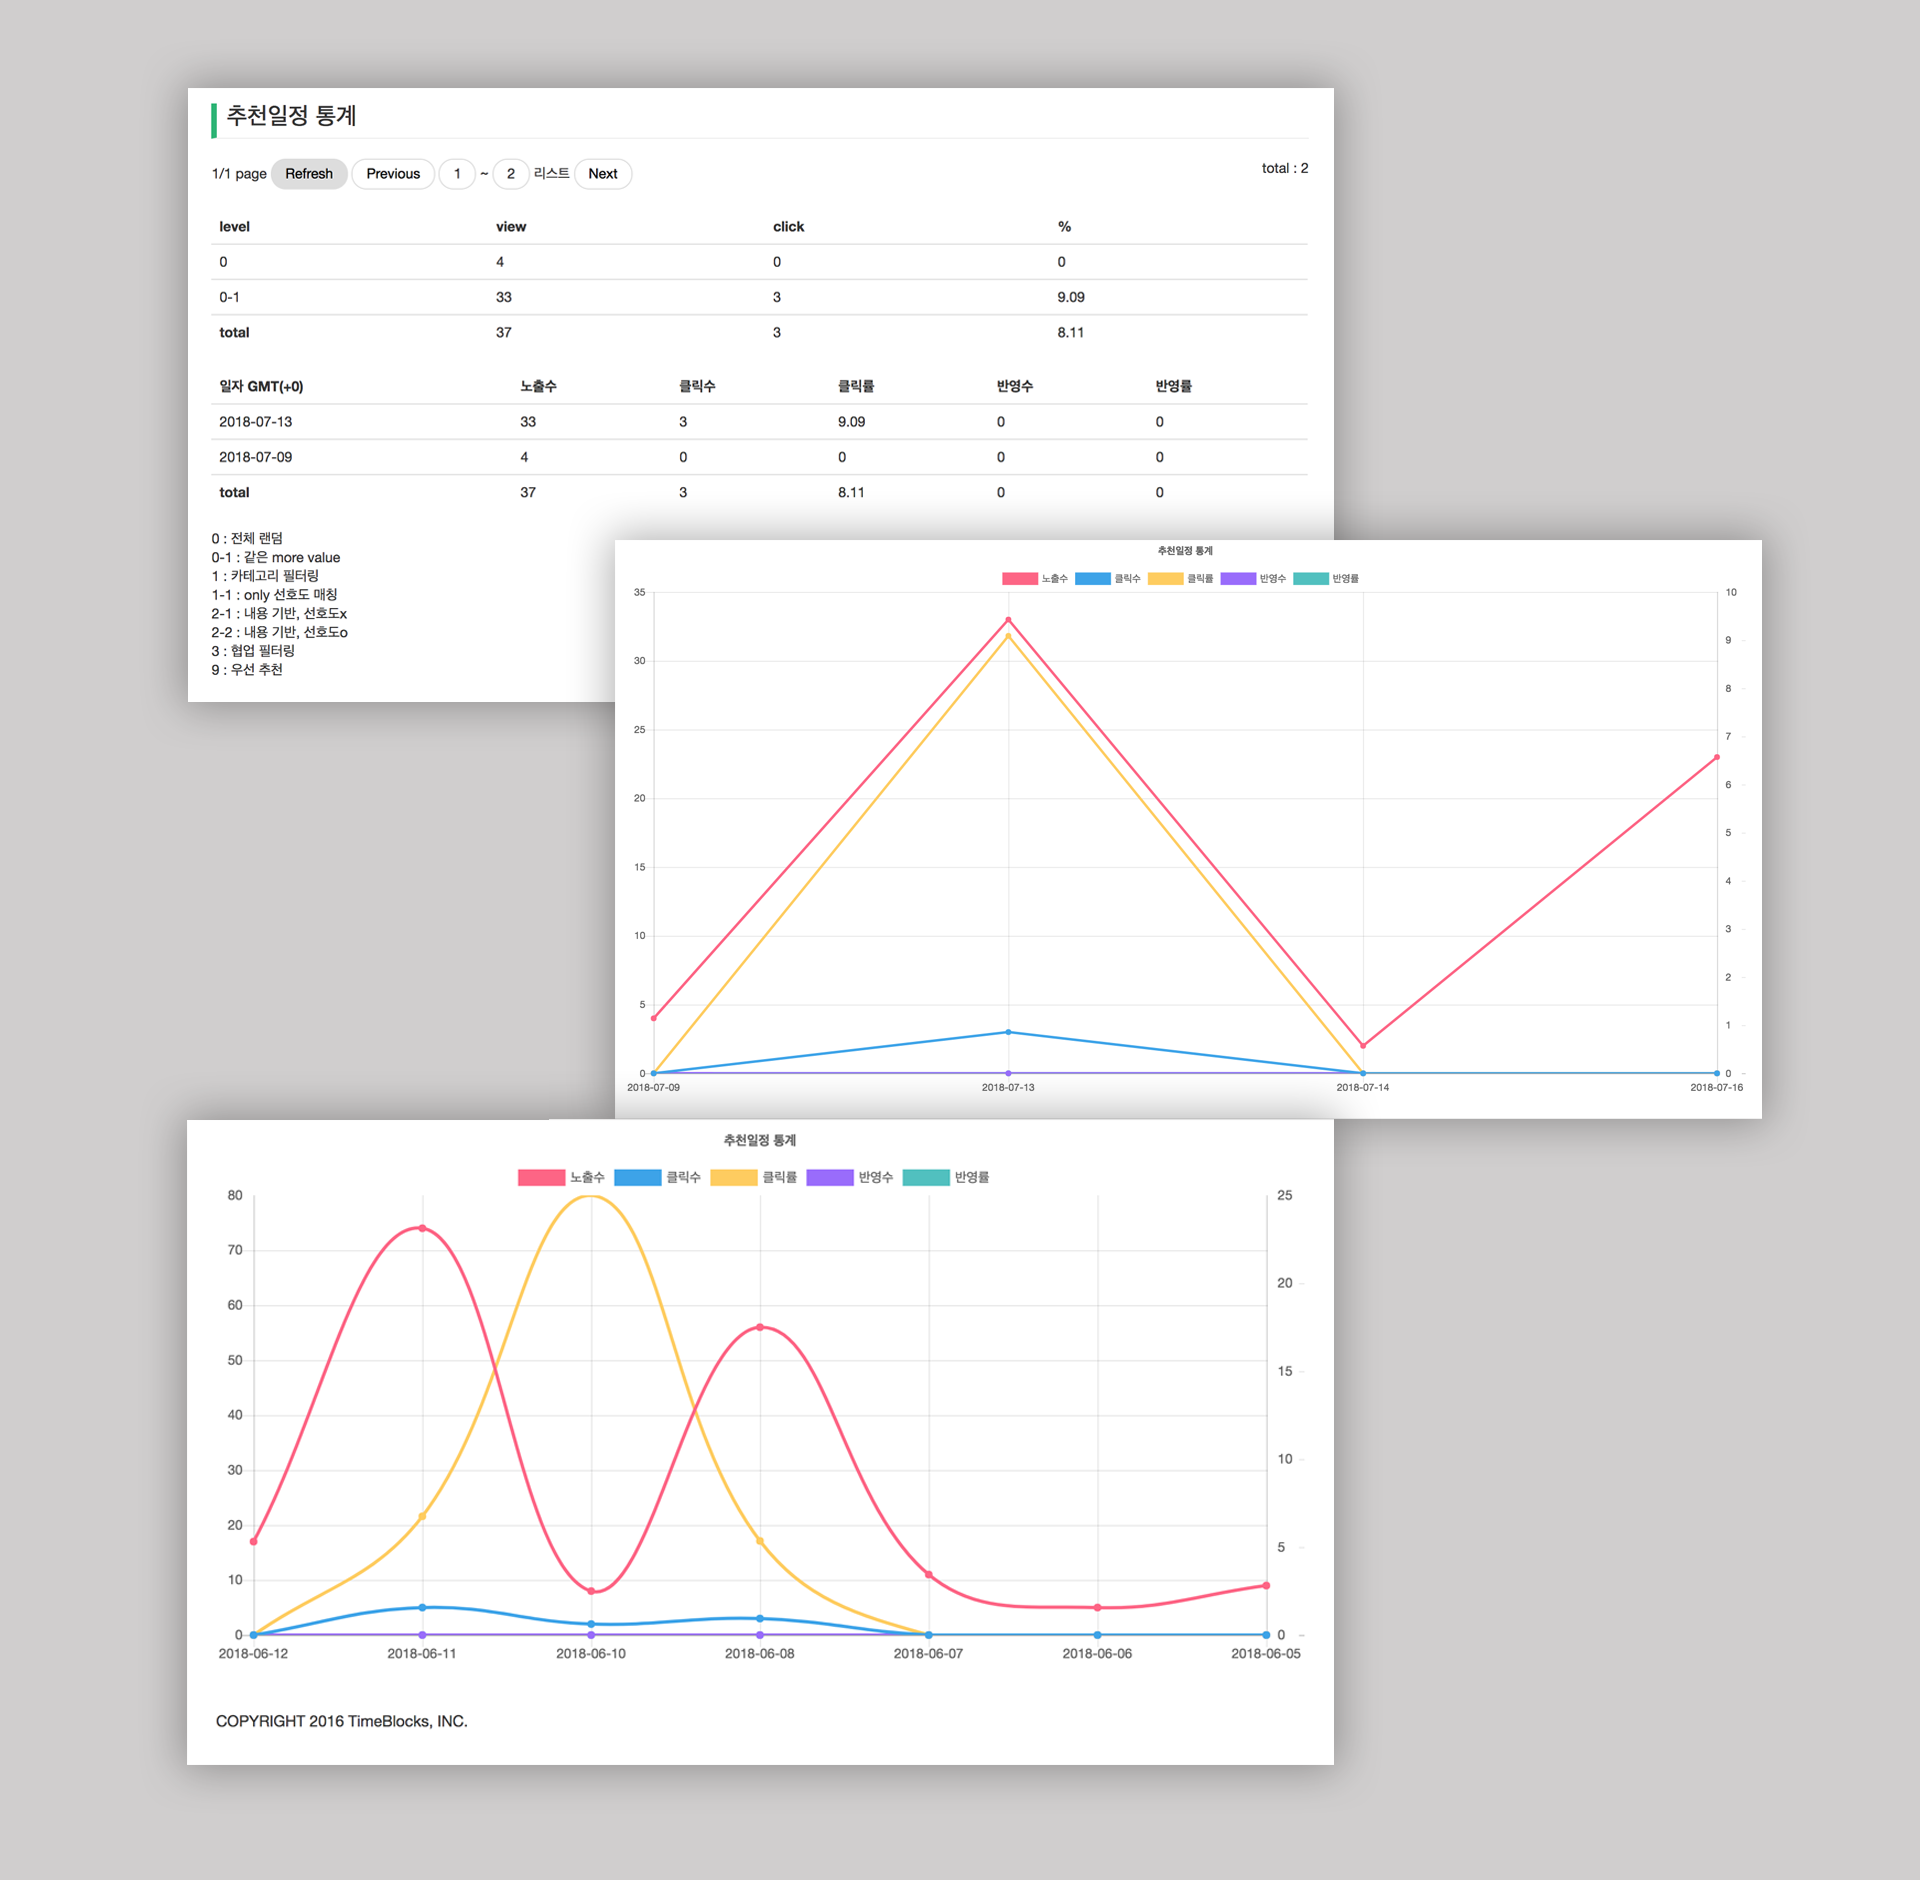 추천일정 통계
1/1 page Refresh Previous 1 ~ 2 리스트 Next
total : 2
level view click %
0 4 0 0
0-1 33 3 9.09
total 37 3 8.11
일자 GMT(+0) 노출수 클릭수 클릭률 반영수 반영률
2018-07-13 33 3 9.09 0 0
2018-07-09 4 0 0 0 0
total 37 3 8.11 0 0
0 : 전체 랜덤
0-1 : 같은 more value
1 : 카테고리 필터링
1-1 : only 선호도 매칭
2-1 : 내용 기반, 선호도x
2-2 : 내용 기반, 선호도o
3 : 협업 필터링
9 : 우선 추천
추천일정 통계
노출수 클릭수 클릭률 반영수 반영률
35 10
9
30
8
25
7
20
6
5
15
4
10
3
2
5
1
0 0
2018-07-09 2018-07-13 2018-07-14 2018-07-16
추천일정 통계
노출수 클릭수 클릭률 반영수 반영률
80 25
70
20
60
50
15
40
30
10
20
5
10
0 0
2018-06-12 2018-06-11 2018-06-10 2018-06-08 2018-06-07 2018-06-06 2018-06-05
COPYRIGHT 2016 TimeBlocks, INC.